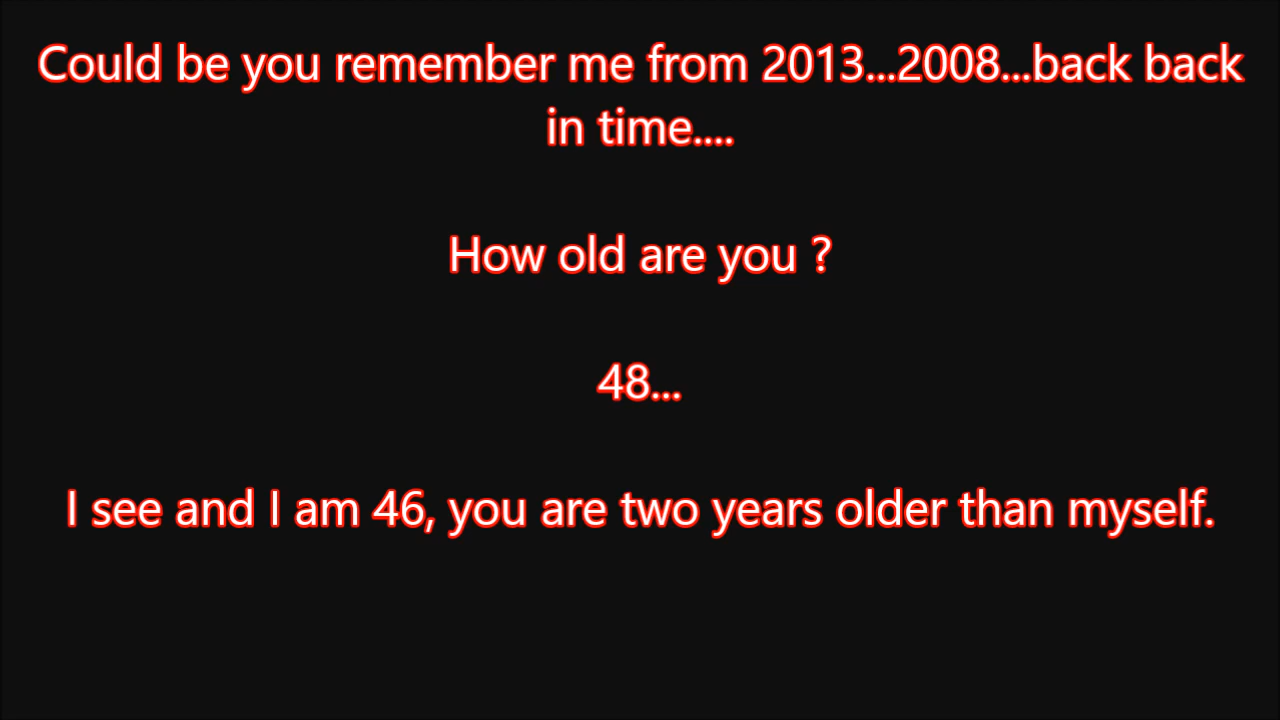 Could be you remember me from 2013...2008...back back
in time....
How old are you ?
48...
I see and I am 46, you are two years older than myself.